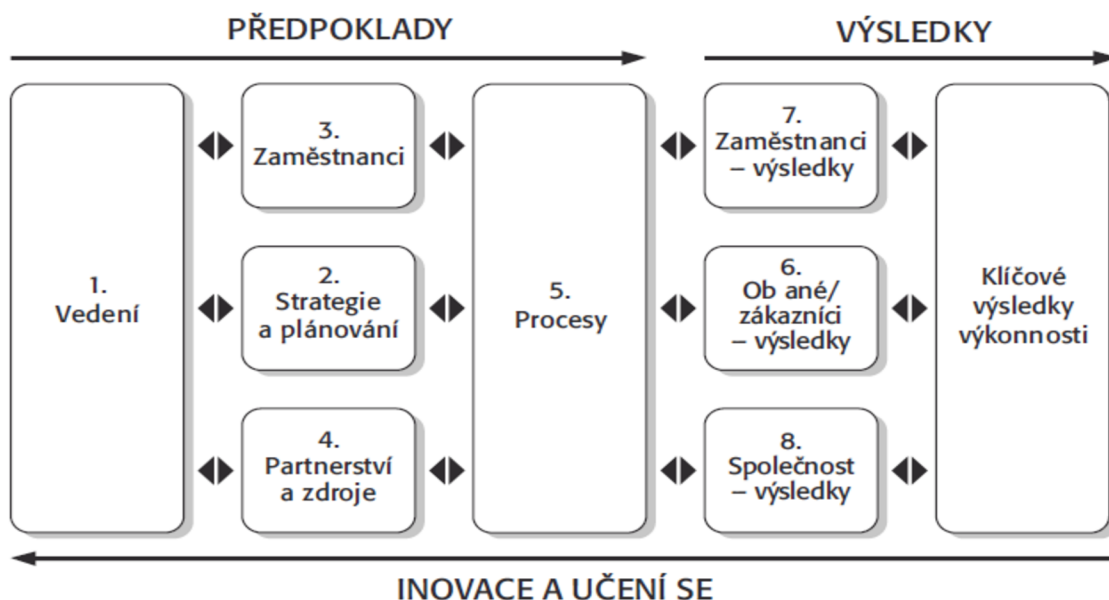 PŘEDPOKLADY
VÝSLEDKY
1.
Vedení
3.
Zaměstnanci
2.
Strategie
a plánování
4.
Partnerství
a zdroje
5.
Procesy
7.
Zaměstnanci
– výsledky
6.
Ob ané/
zákazníci
– výsledky
8.
Společnost
– výsledky
Klíčové
výsledky
výkonnosti
INOVACE A UČENÍ SE